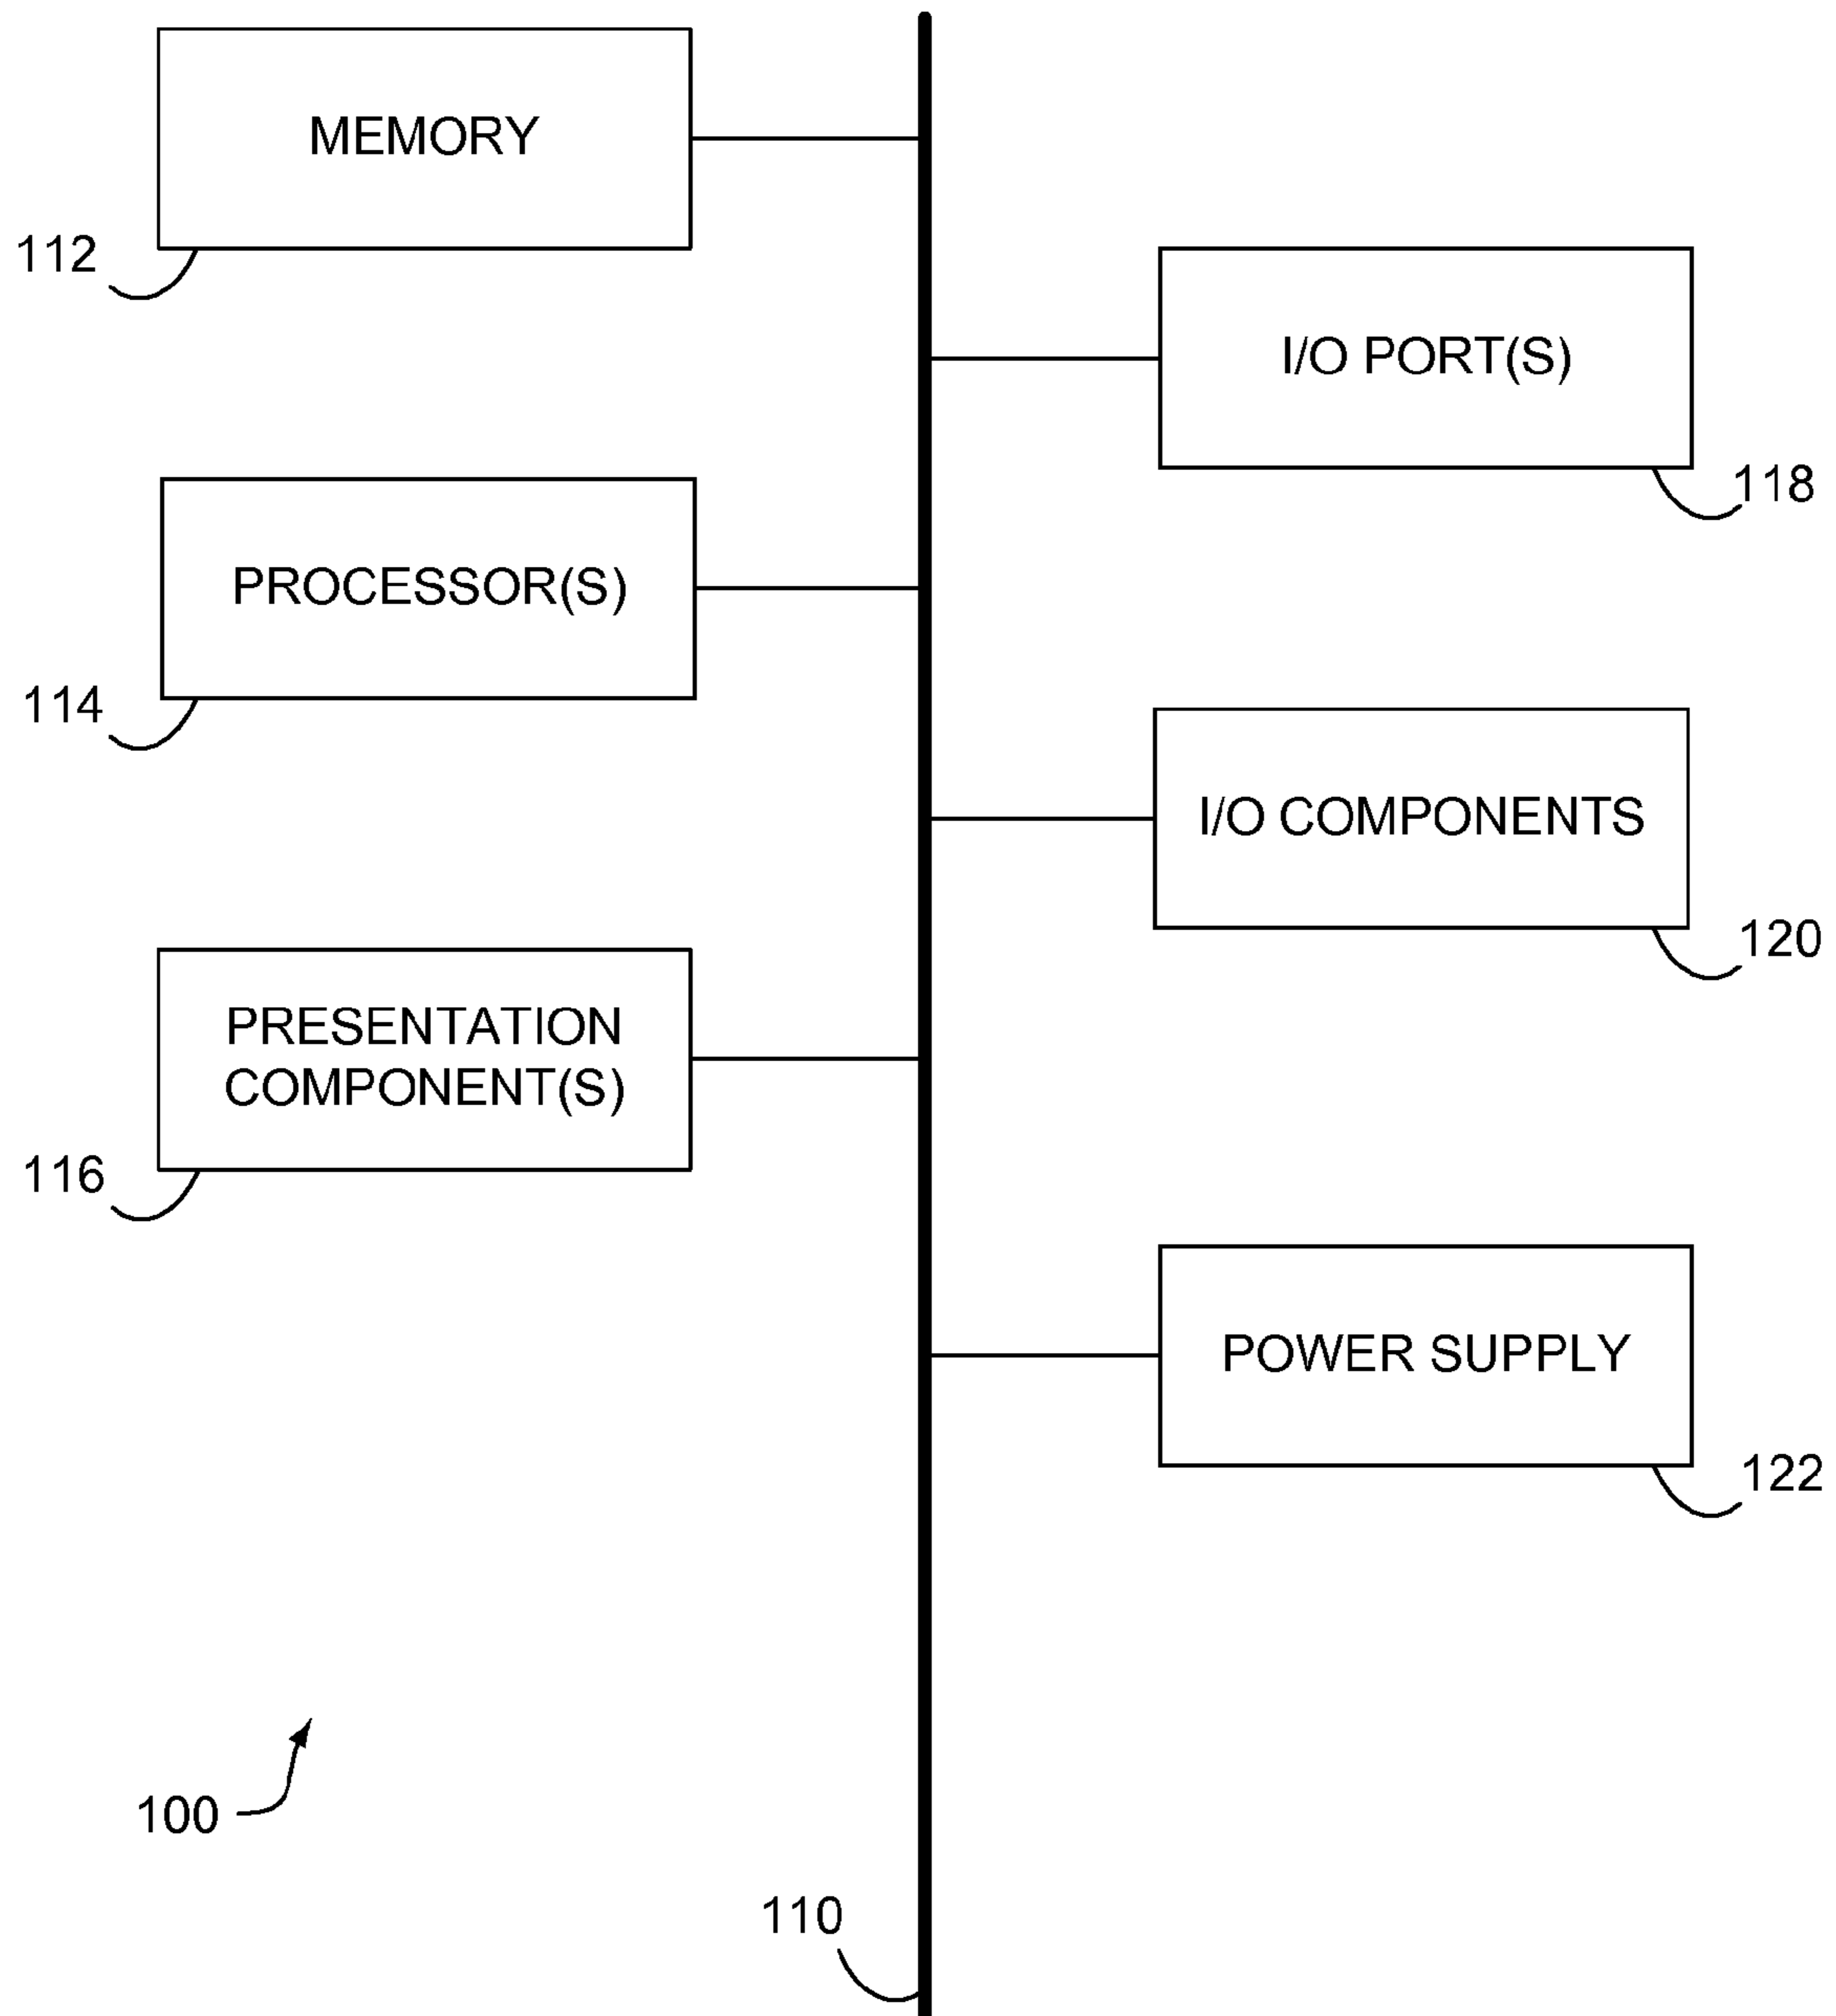 MEMORY
112
I/O PORT(S)
118
PROCESSOR(S)
114
I/O COMPONENTS
120
PRESENTATION
COMPONENT(S)
116
POWER SUPPLY
122
100
110